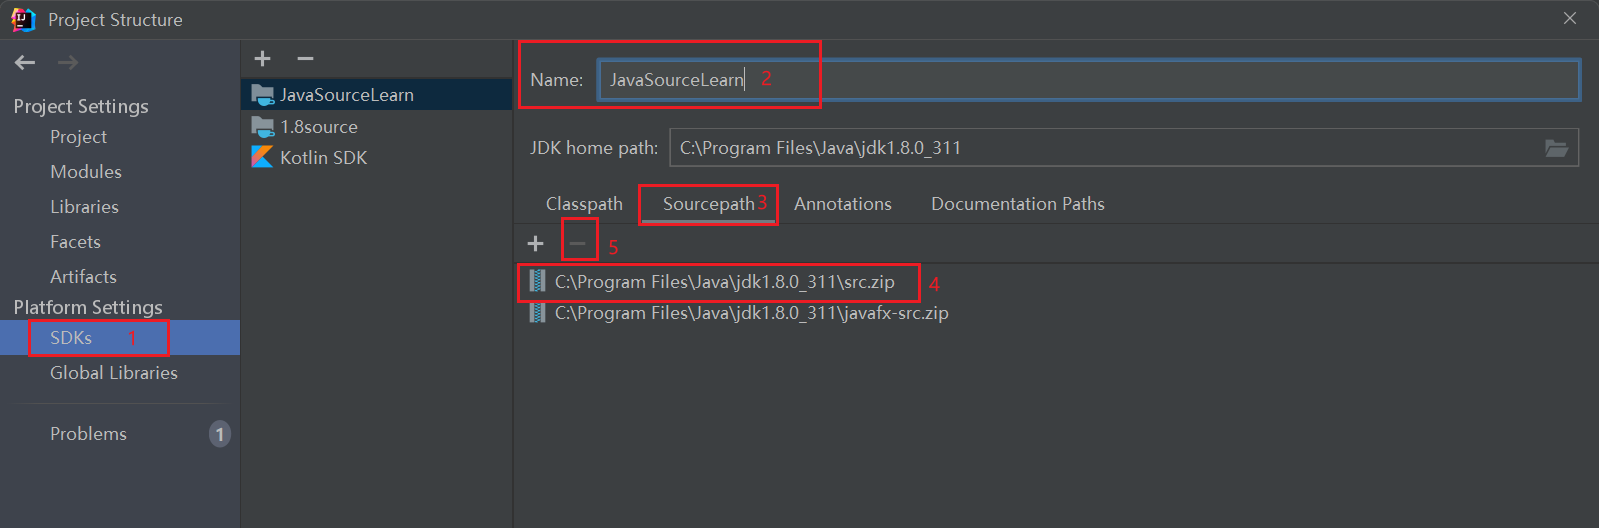 Project Structure
Project Settings
Project
Modules
Libraries
Facets
Artifacts
Platform Settings
SDKs 1
Global Libraries
Problems 1
JavaSourceLearn
1.8source
Kotlin SDK
Name: JavaSourceLearn 2
JDK home path: C:\Program Files\Java\jdk1.8.0_311
Classpath Sourcepath 3 Annotations Documentation Paths
5
C:\Program Files\Java\jdk1.8.0_311\src.zip 4
C:\Program Files\Java\jdk1.8.0_311\javafx-src.zip